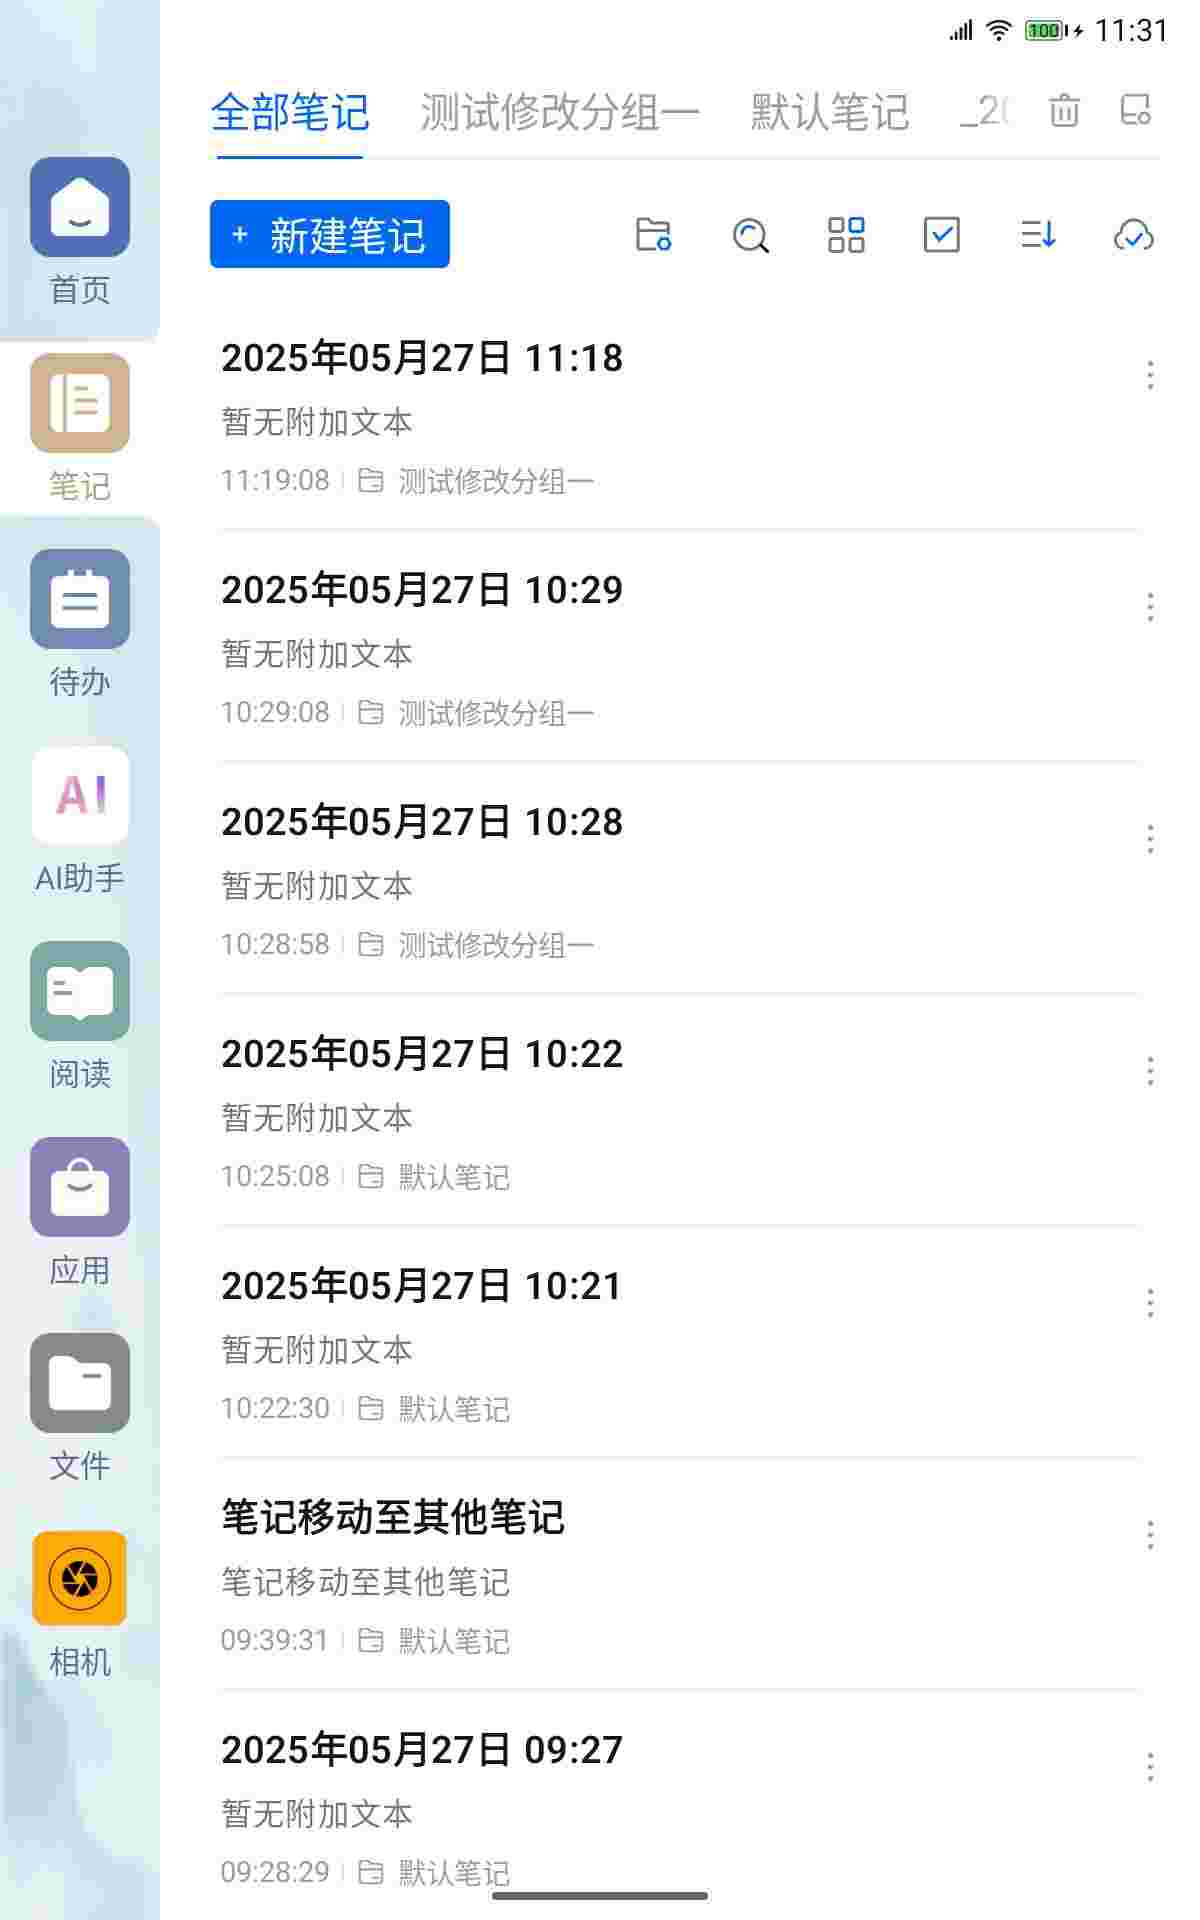 100 11:31
全部笔记 测试修改分组一 默认笔记 _20
+ 新建笔记
首页
笔记
待办
AI
AI助手
阅读
应用
文件
相机
2025年05月27日 11:18
暂无附加文本
11:19:08 测试修改分组一
2025年05月27日 10:29
暂无附加文本
10:29:08 测试修改分组一
2025年05月27日 10:28
暂无附加文本
10:28:58 测试修改分组一
2025年05月27日 10:22
暂无附加文本
10:25:08 默认笔记
2025年05月27日 10:21
暂无附加文本
10:22:30 默认笔记
笔记移动至其他笔记
笔记移动至其他笔记
09:39:31 默认笔记
2025年05月27日 09:27
暂无附加文本
09:28:29 默认笔记